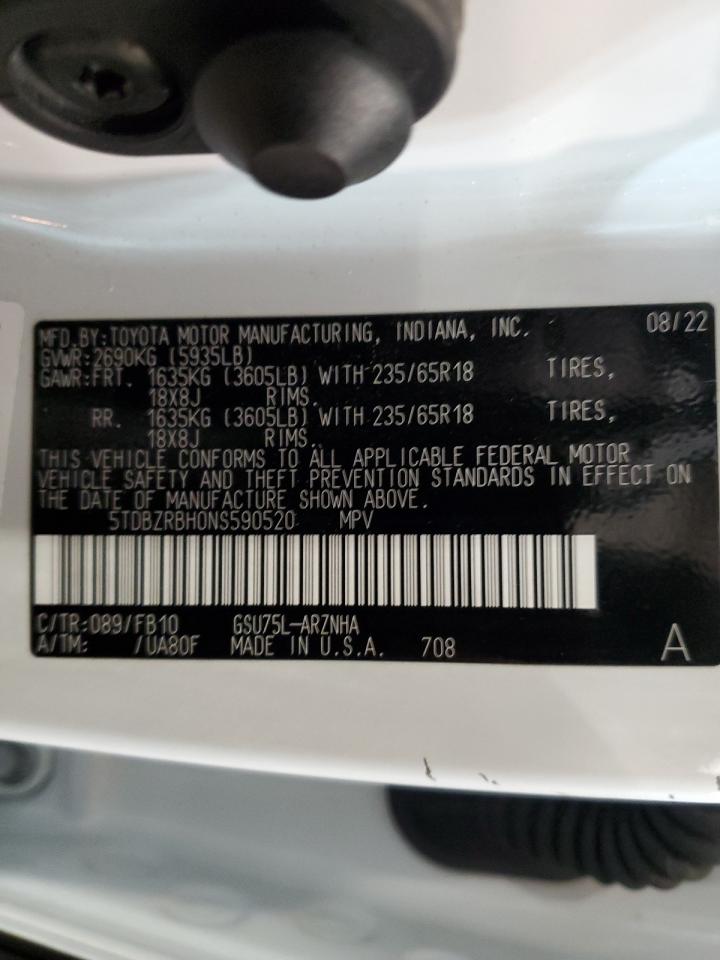 MFD.BY:TOYOTA MOTOR MANUFACTURING, INDIANA, INC. 08/22
GVWR:2690KG (5935LB)
GAWR:FRT. 1635KG (3605LB) WITH 235/65R18 TIRES,
18X8J RIMS.
RR. 1635KG (3605LB) WITH 235/65R18 TIRES,
18X8J RIMS.
THIS VEHICLE CONFORMS TO ALL APPLICABLE FEDERAL MOTOR
VEHICLE SAFETY AND THEFT PREVENTION STANDARDS IN EFFECT ON
THE DATE OF MANUFACTURE SHOWN ABOVE.
5TDBZRBH0NS590520 MPV
C/TR:089/FB10 GSU75L-ARZNHA
A/TM: /UA80F MADE IN U.S.A. 708 A